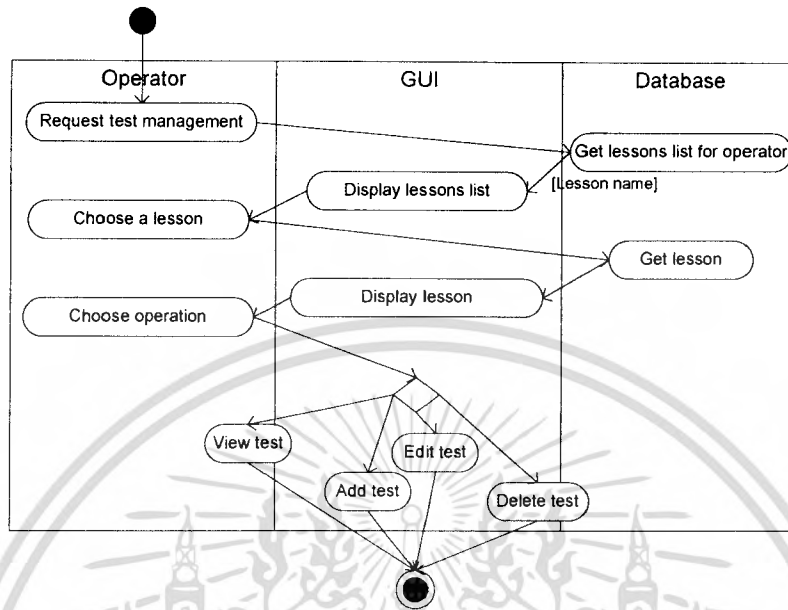 Operator
GUI
Database
Request test management
Get lessons list for operator
[Lesson name]
Display lessons list
Choose a lesson
Get lesson
Display lesson
Choose operation
View test
Edit test
Add test
Delete test